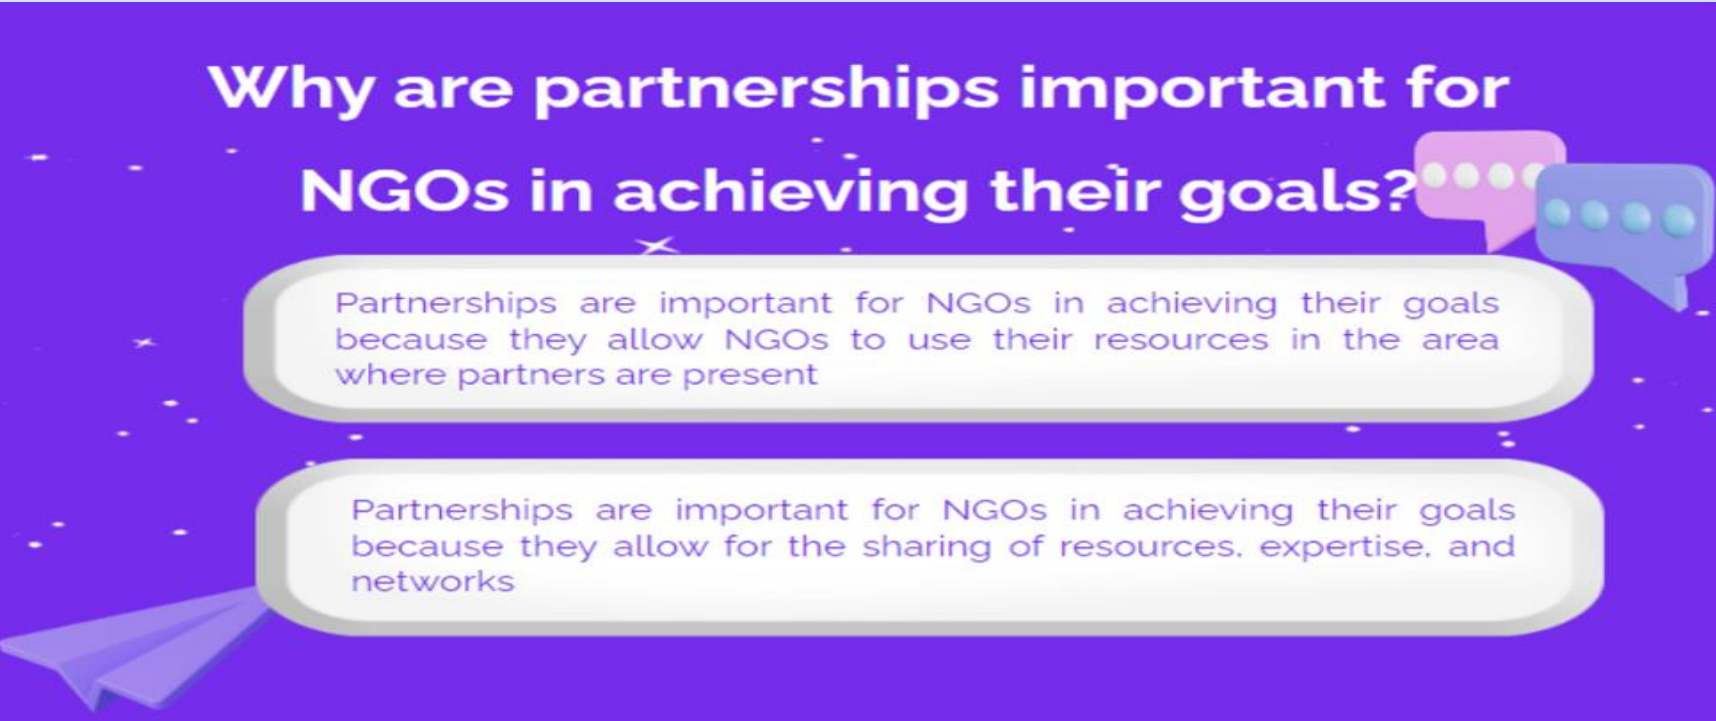 Why are partnerships important for
NGOs in achieving their goals?
Partnerships are important for NGOs in achieving their goals
because they allow NGOs to use their resources in the area
where partners are present
Partnerships are important for NGOs in achieving their goals
because they allow for the sharing of resources, expertise, and
networks